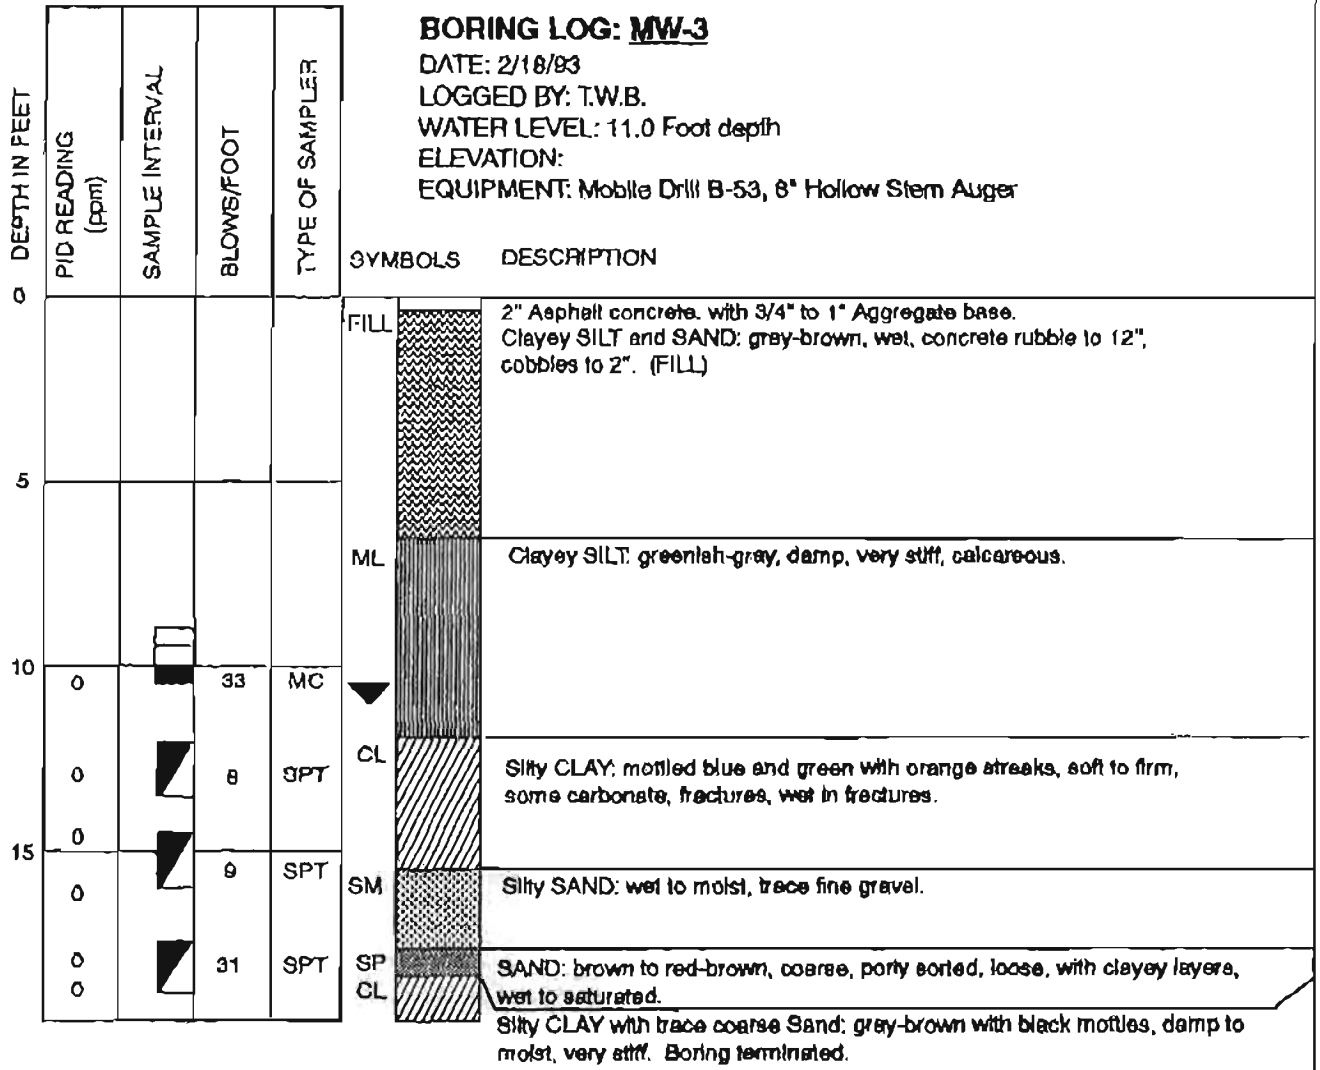 BORING LOG: MW-3
DATE: 2/18/93
LOGGED BY: T.W.B.
WATER LEVEL: 11.0 Foot depth
ELEVATION:
EQUIPMENT: Mobile Drill B-53, 8" Hollow Stem Auger
DEPTH IN FEET
PID READING (ppm)
SAMPLE INTERVAL
BLOWS/FOOT
TYPE OF SAMPLER
SYMBOLS DESCRIPTION
0
FILL
2" Asphalt concrete. with 3/4" to 1" Aggregate base.
Clayey SILT and SAND: gray-brown, wet, concrete rubble to 12",
cobbles to 2". (FILL)
5
ML Clayey SILT: greenish-gray, damp, very stiff, calcareous.
10
0 33 MC
CL
0 8 SPT
Silty CLAY: mottled blue and green with orange streaks, soft to firm,
some carbonate, fractures, wet in fractures.
0
15
9 SPT
0
SM Silty SAND: wet to moist, trace fine gravel.
0 31 SPT SP
SAND: brown to red-brown, coarse, porly sorted, loose, with clayey layers,
wet to saturated.
0 CL
Silty CLAY with trace coarse Sand: gray-brown with black mottles, damp to
moist, very stiff. Boring terminated.